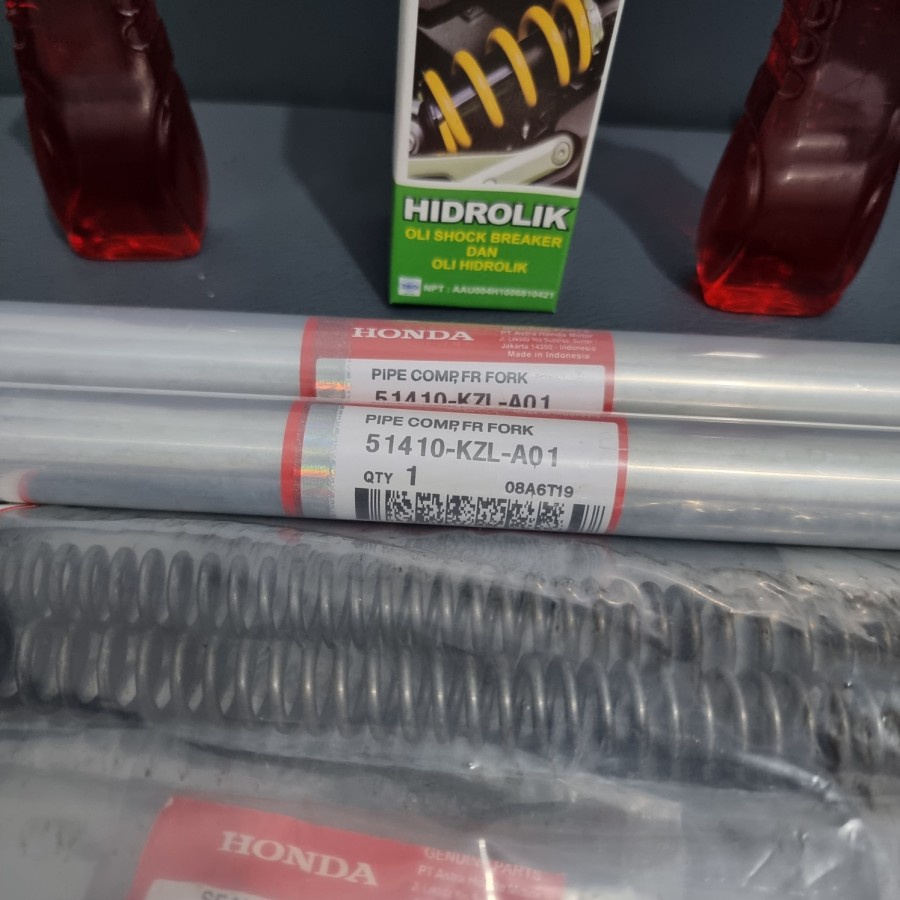 HIDROLIK
OLI SHOCK BREAKER
DAN
OLI HIDROLIK
NPT : AAU004H1006810421
HONDA
PT Astra Honda Motor
Jakarta 14350 - Indonesia
Made in Indonesia
PIPE COMP,FR FORK
51410-KZL-A01
PIPE COMP,FR FORK
51410-KZL-A01
QTY 1
08A6T19
HONDA
GENUINE PARTS
PT Astra